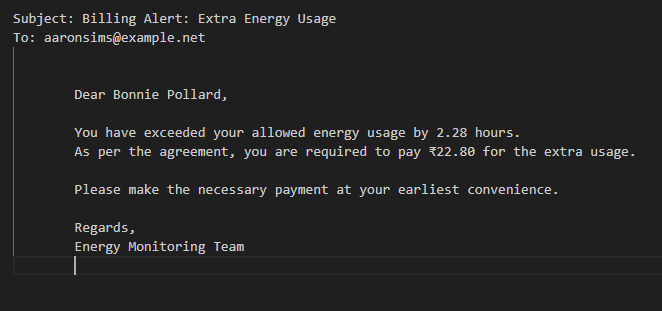 Subject: Billing Alert: Extra Energy Usage
To: aaronsims@example.net
Dear Bonnie Pollard,
You have exceeded your allowed energy usage by 2.28 hours.
As per the agreement, you are required to pay ₹22.80 for the extra usage.
Please make the necessary payment at your earliest convenience.
Regards,
Energy Monitoring Team